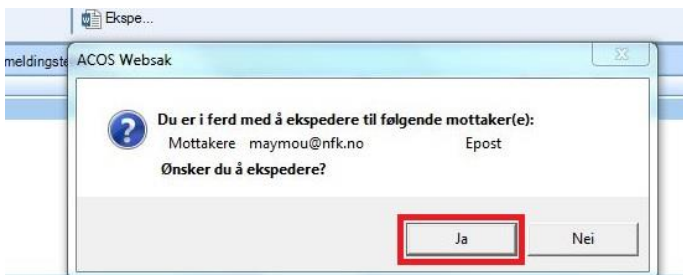 Ekspe...
meldingste
ACOS Websak
Du er i ferd med å ekspedere til følgende mottaker(e):
Mottakere maymou@nfk.no Epost
Ønsker du å ekspedere?
Ja Nei